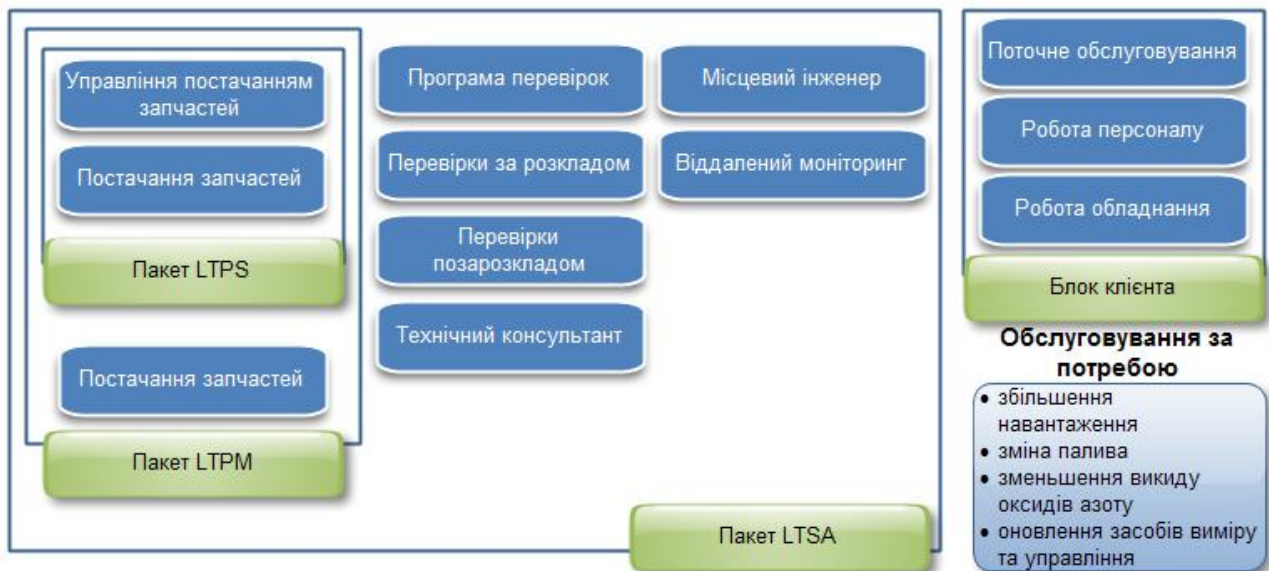 Управління постачанням
запчастей
Постачання запчастей
Пакет LTPS
Постачання запчастей
Пакет LTPM
Програма перевірок
Перевірки за розкладом
Перевірки
позарозкладом
Технічний консультант
Місцевий інженер
Віддалений моніторинг
Пакет LTSA
Поточне обслуговування
Робота персоналу
Робота обладнання
Блок клієнта
Обслуговування за
потребою
• збільшення
навантаження
• зміна палива
• зменьшення викиду
оксидів азоту
• оновлення засобів виміру
та управління